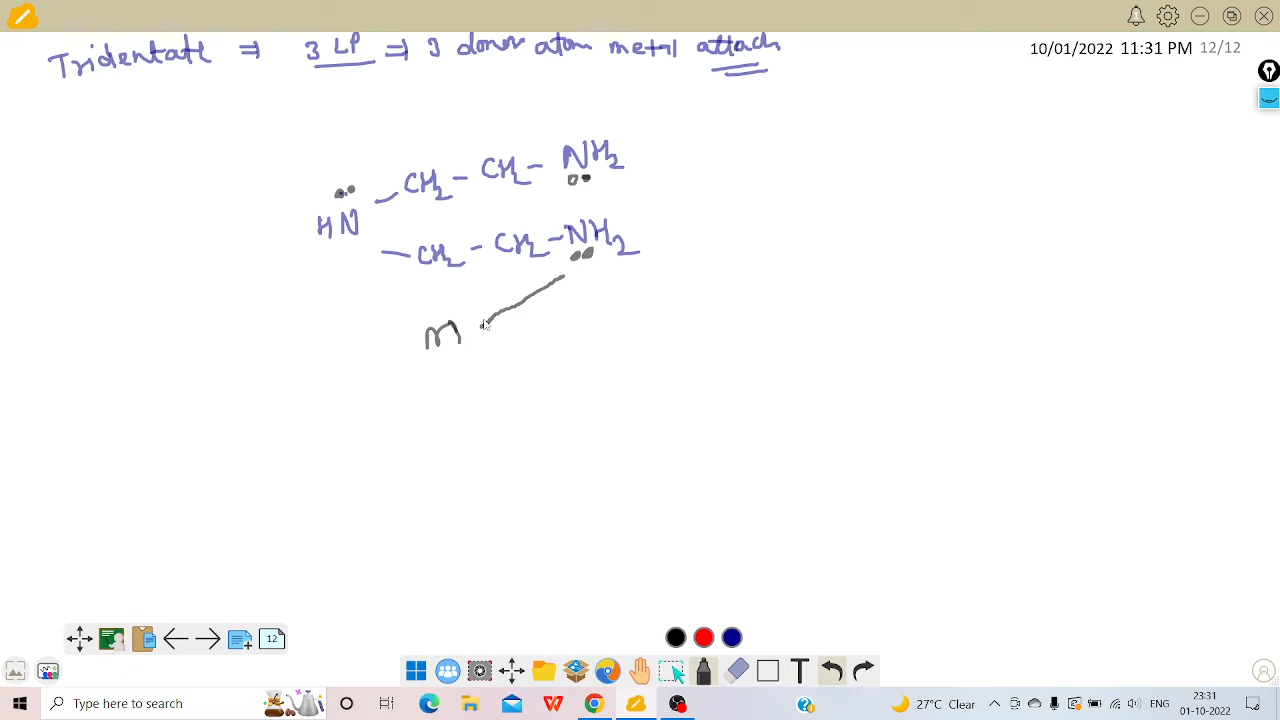 10/01/2022 11:31 PM 12/12
Tridentate ⇒ 3 LP ⇒ 3 donor atom metal attach
CH2 - CH2 - NH2
HN
- CH2 - CH2 - NH2
M
12
T
Type here to search
27°C Clear
ENG
23:31
01-10-2022